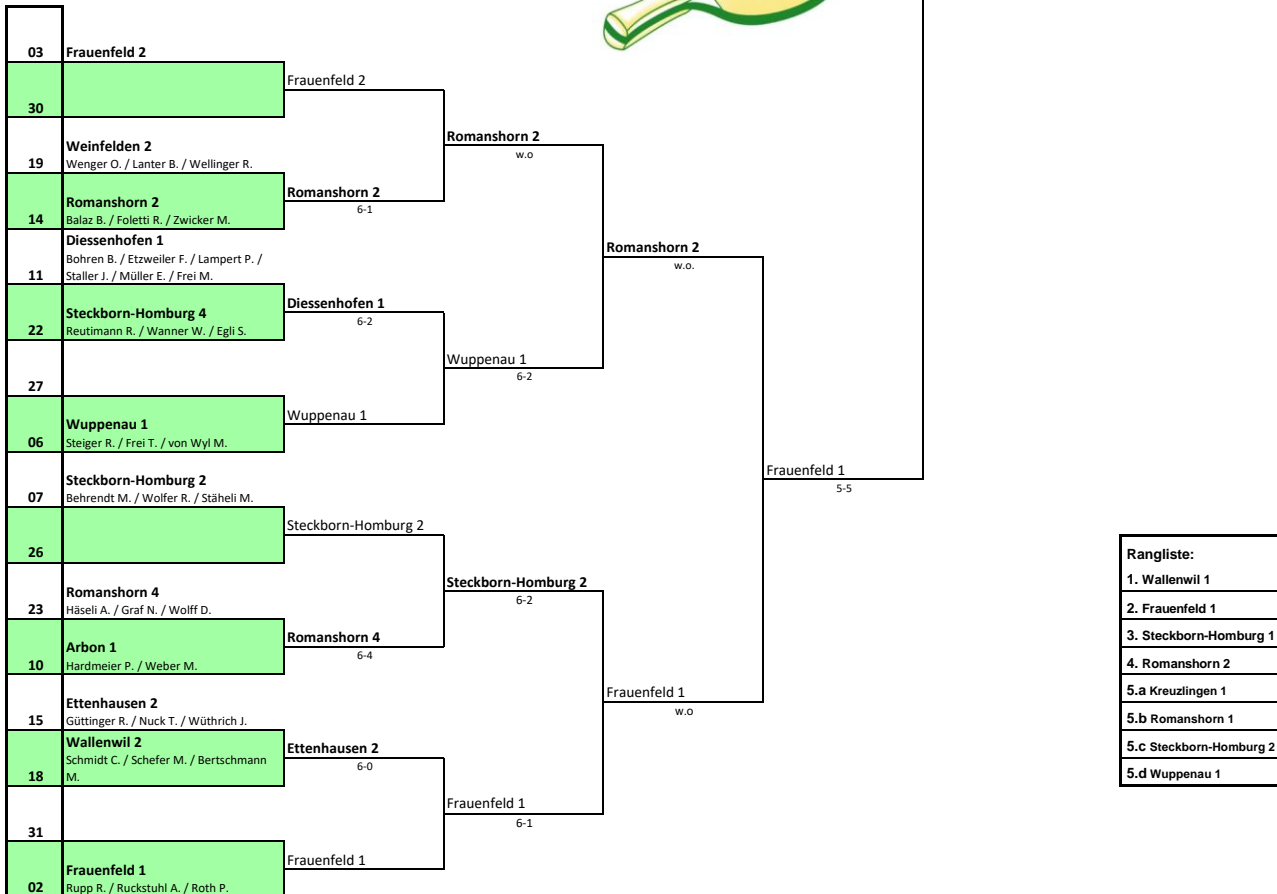 03 Frauenfeld 2
Frauenfeld 2
30
Romanshorn 2
w.o
Weinfelden 2
19 Wenger O. / Lanter B. / Wellinger R.
Romanshorn 2
6-1
Romanshorn 2
14 Balaz B. / Foletti R. / Zwicker M.
Romanshorn 2
w.o.
Diessenhofen 1
Bohren B. / Etzweiler F. / Lampert P. /
11 Staller J. / Müller E. / Frei M.
Diessenhofen 1
6-2
Steckborn-Homburg 4
22 Reutimann R. / Wanner W. / Egli S.
Wuppenau 1
6-2
27
Wuppenau 1
Wuppenau 1
06 Steiger R. / Frei T. / von Wyl M.
Frauenfeld 1
5-5
Steckborn-Homburg 2
07 Behrendt M. / Wolfer R. / Stäheli M.
Steckborn-Homburg 2
26
Steckborn-Homburg 2
6-2
Romanshorn 4
23 Häseli A. / Graf N. / Wolff D.
Romanshorn 4
6-4
Arbon 1
10 Hardmeier P. / Weber M.
Frauenfeld 1
w.o
Ettenhausen 2
15 Güttinger R. / Nuck T. / Wüthrich J.
Ettenhausen 2
6-0
Wallenwil 2
Schmidt C. / Schefer M. / Bertschmann
18 M.
Frauenfeld 1
6-1
31
Frauenfeld 1
Frauenfeld 1
02 Rupp R. / Ruckstuhl A. / Roth P.
Rangliste:
1. Wallenwil 1
2. Frauenfeld 1
3. Steckborn-Homburg 1
4. Romanshorn 2
5.a Kreuzlingen 1
5.b Romanshorn 1
5.c Steckborn-Homburg 2
5.d Wuppenau 1